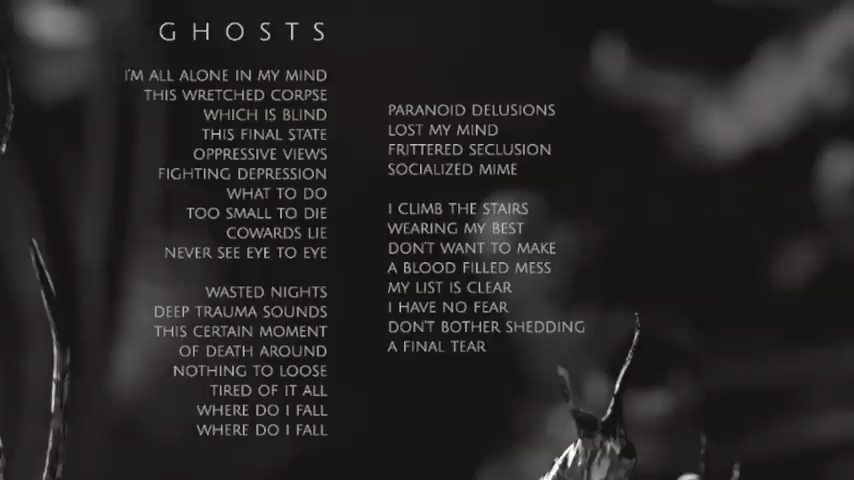 GHOSTS
I'M ALL ALONE IN MY MIND
THIS WRETCHED CORPSE
WHICH IS BLIND
THIS FINAL STATE
OPPRESSIVE VIEWS
FIGHTING DEPRESSION
WHAT TO DO
TOO SMALL TO DIE
COWARDS LIE
NEVER SEE EYE TO EYE
WASTED NIGHTS
DEEP TRAUMA SOUNDS
THIS CERTAIN MOMENT
OF DEATH AROUND
NOTHING TO LOOSE
TIRED OF IT ALL
WHERE DO I FALL
WHERE DO I FALL
PARANOID DELUSIONS
LOST MY MIND
FRITTERED SECLUSION
SOCIALIZED MIME
I CLIMB THE STAIRS
WEARING MY BEST
DON'T WANT TO MAKE
A BLOOD FILLED MESS
MY LIST IS CLEAR
I HAVE NO FEAR
DON'T BOTHER SHEDDING
A FINAL TEAR